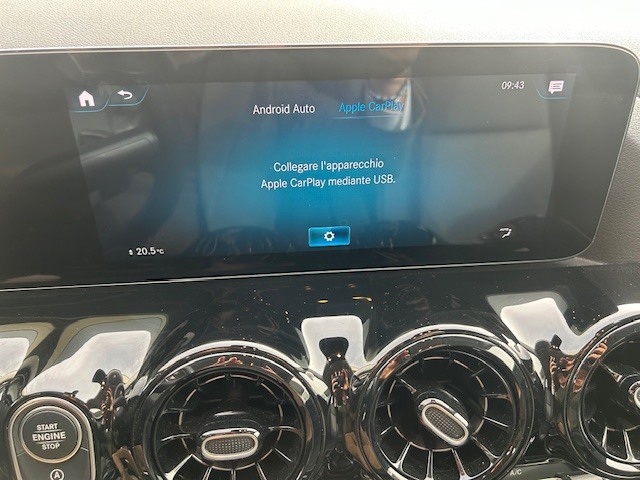 09:43
Android Auto Apple CarPlay
Collegare l'apparecchio
Apple CarPlay mediante USB.
20.5°C
START
ENGINE
STOP
A
A/C